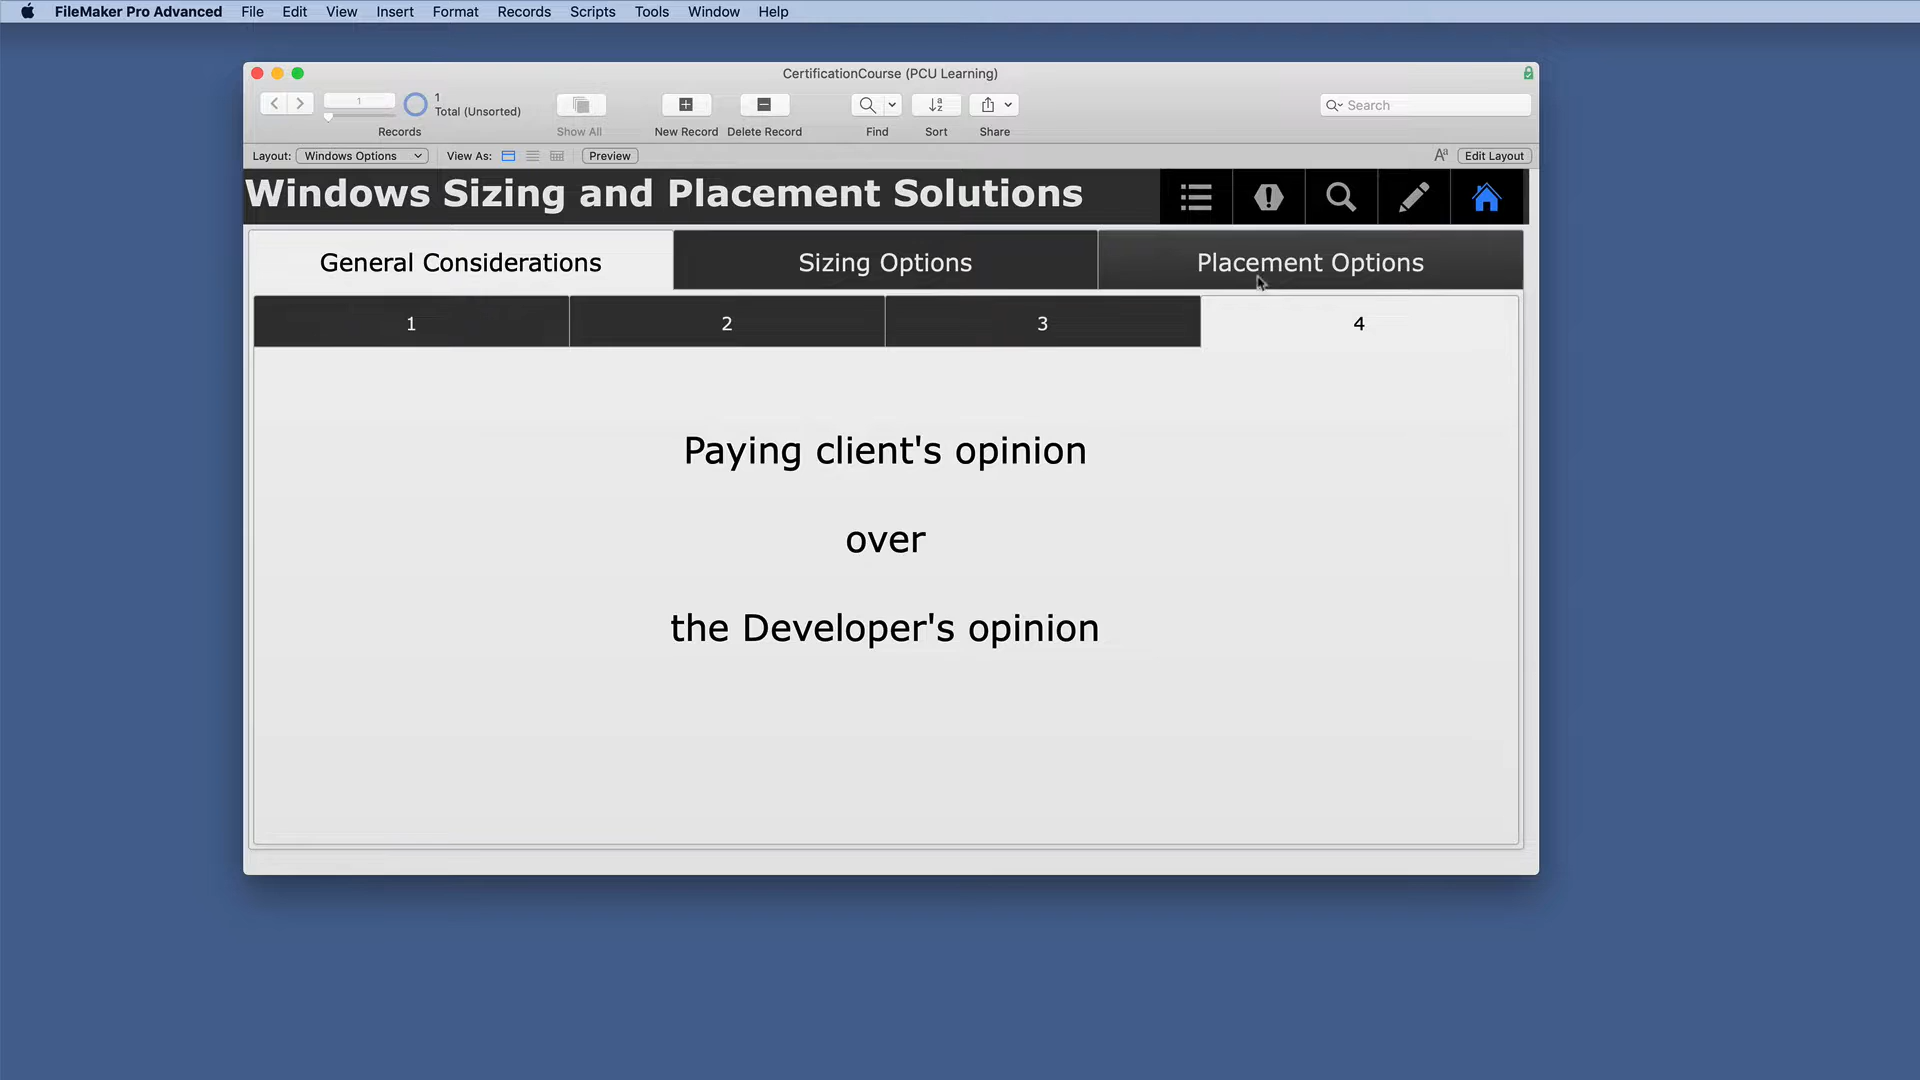 FileMaker Pro Advanced File Edit View Insert Format Records Scripts Tools Window Help
CertificationCourse (PCU Learning)
1
1
Total (Unsorted)
Search
Records Show All New Record Delete Record Find Sort Share
Layout: Windows Options View As: Preview Aa Edit Layout
Windows Sizing and Placement Solutions
General Considerations Sizing Options Placement Options
1 2 3 4
Paying client's opinion
over
the Developer's opinion